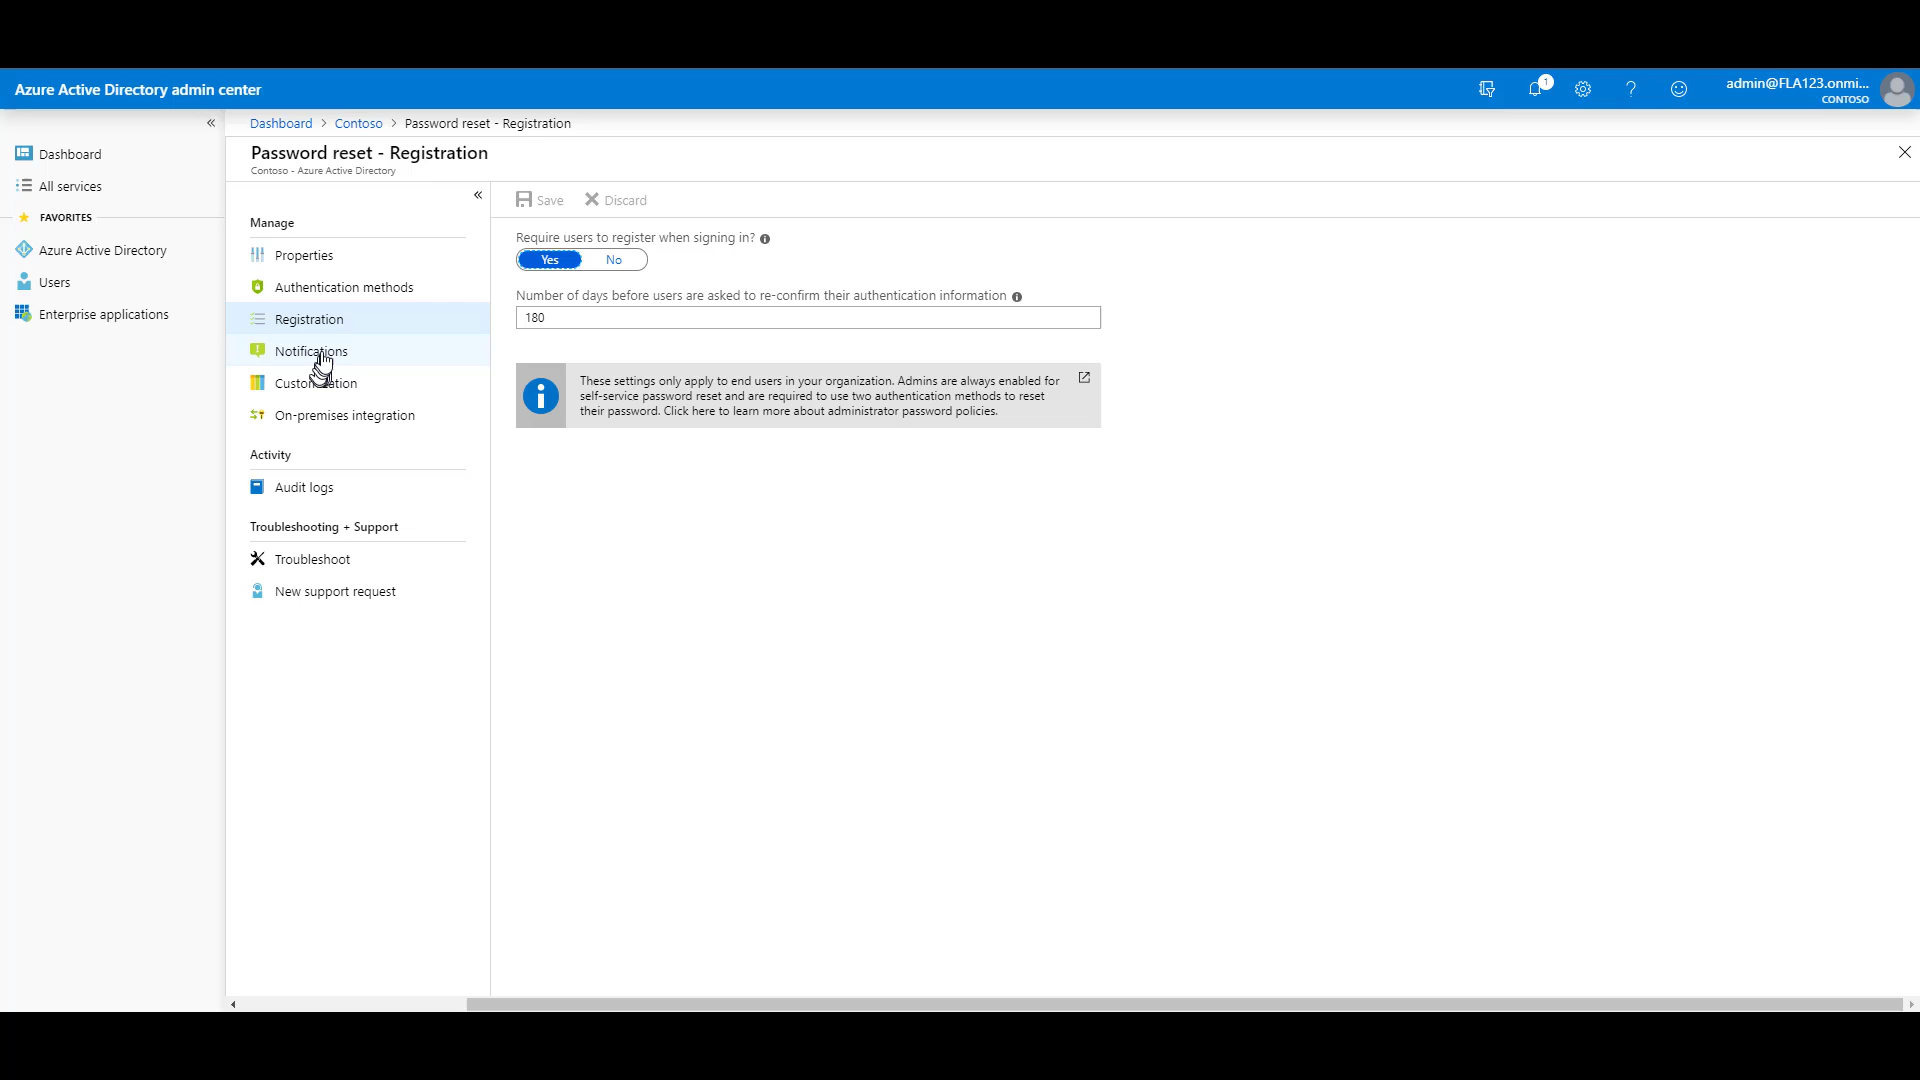 Azure Active Directory admin center
1
admin@FLA123.onmi...
CONTOSO
Dashboard
All services
FAVORITES
Azure Active Directory
Users
Enterprise applications
Dashboard > Contoso > Password reset - Registration
Password reset - Registration
Contoso - Azure Active Directory
Manage
Properties
Authentication methods
Registration
Notifications
On-premises integration
Activity
Audit logs
Troubleshooting + Support
Troubleshoot
New support request
Save Discard
Require users to register when signing in?
Yes No
Number of days before users are asked to re-confirm their authentication information
180
These settings only apply to end users in your organization. Admins are always enabled for
self-service password reset and are required to use two authentication methods to reset
their password. Click here to learn more about administrator password policies.